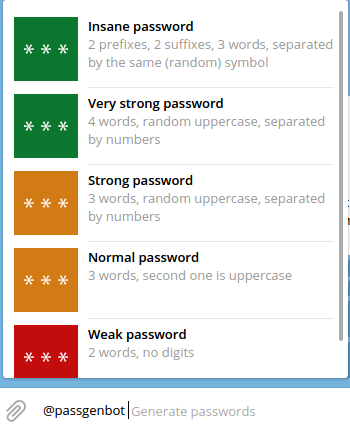 * * *
Insane password
2 prefixes, 2 suffixes, 3 words, separated
by the same (random) symbol
* * *
Very strong password
4 words, random uppercase, separated
by numbers
* * *
Strong password
3 words, random uppercase, separated
by numbers
* * *
Normal password
3 words, second one is uppercase
* * *
Weak password
2 words, no digits
@passgenbot Generate passwords